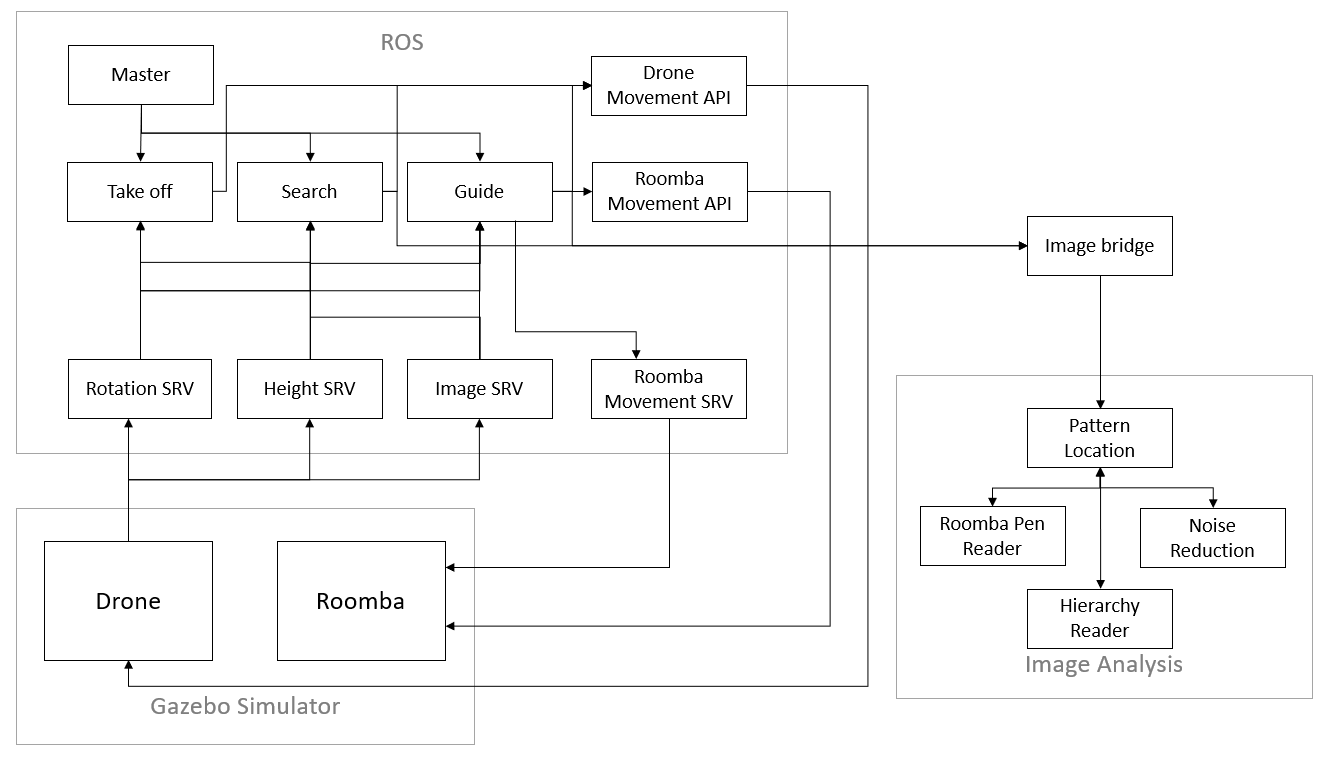 ROS
Master
Drone
Movement API
Take off
Search
Guide
Roomba
Movement API
Image bridge
Rotation SRV
Height SRV
Image SRV
Roomba
Movement SRV
Pattern
Location
Roomba Pen
Reader
Noise
Reduction
Hierarchy
Reader
Image Analysis
Drone
Roomba
Gazebo Simulator